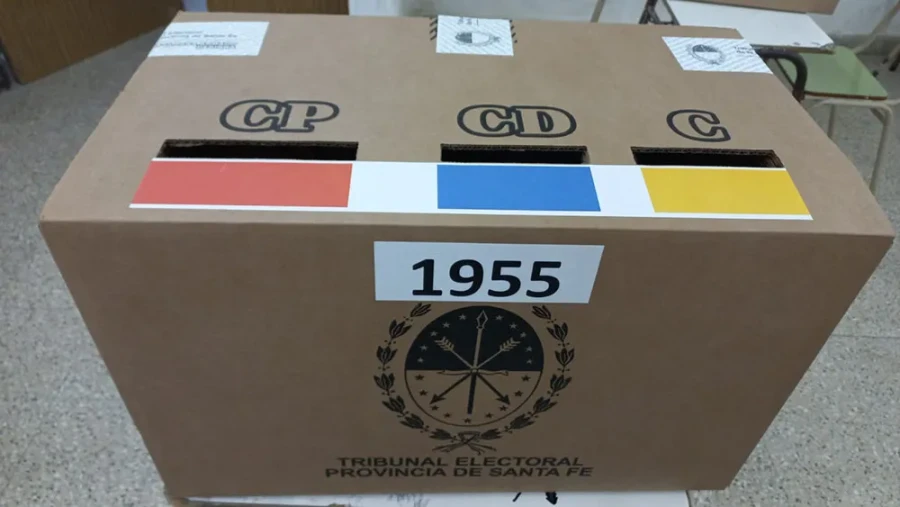 CP
CD
C
1955
TRIBUNAL ELECTORAL
PROVINCIA DE SANTA FE